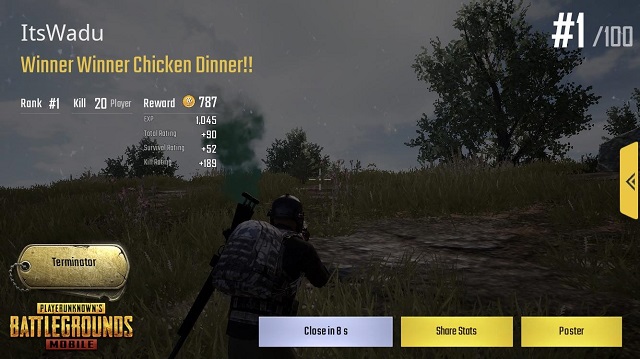 ItsWadu
#1 /100
Winner Winner Chicken Dinner!!
Rank #1 Kill 20 Player Reward 787
EXP 1,045
Total Rating +90
Survival Rating +52
Kill Rating +189
Terminator
PLAYERUNKNOWN'S
BATTLEGROUNDS
MOBILE
Close in 8 s
Share Stats
Poster